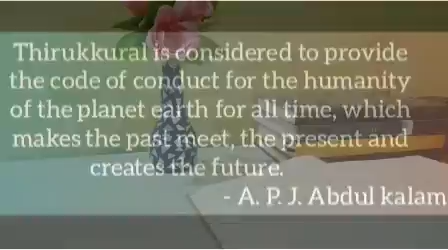 Thirukkural is considered to provide
the code of conduct for the humanity
of the planet earth for all time, which
makes the past meet, the present and
creates the future.
- A. P. J. Abdul kalam